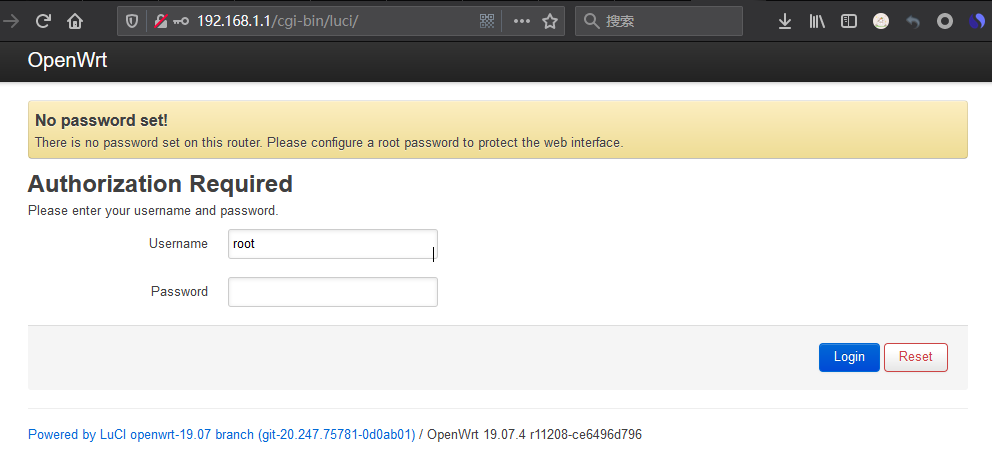 192.168.1.1/cgi-bin/luci/
搜索
OpenWrt
No password set!
There is no password set on this router. Please configure a root password to protect the web interface.
Authorization Required
Please enter your username and password.
Username root
Password
Login Reset
Powered by LuCI openwrt-19.07 branch (git-20.247.75781-0d0ab01) / OpenWrt 19.07.4 r11208-ce6496d796